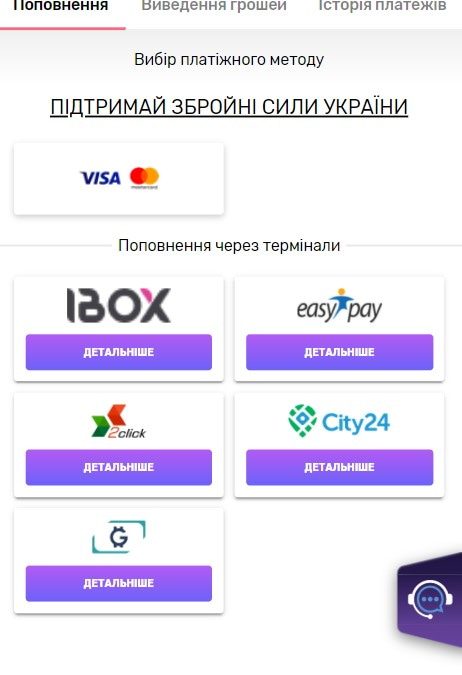 Поповнення Виведення грошей Історія платежів
Вибір платіжного методу
ПІДТРИМАЙ ЗБРОЙНІ СИЛИ УКРАЇНИ
VISA mastercard
Поповнення через термінали
IBOX easypay
ДЕТАЛЬНІШЕ ДЕТАЛЬНІШЕ
2click City24
ДЕТАЛЬНІШЕ ДЕТАЛЬНІШЕ
G
ДЕТАЛЬНІШЕ